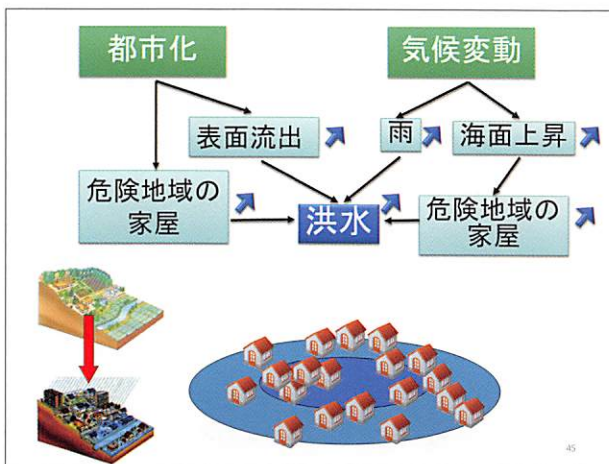 都市化
気候変動
表面流出
雨
海面上昇
危険地域の
家屋
洪水
危険地域の
家屋
45